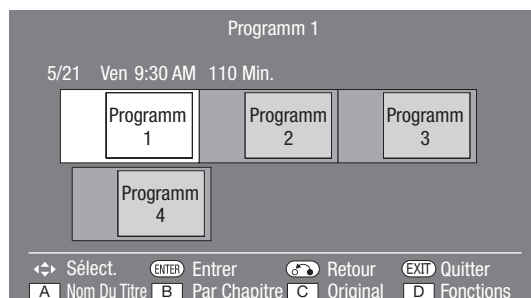 Programm 1
5/21 Ven 9:30 AM 110 Min.
Programm 1
Programm 2
Programm 3
Programm 4
Sélect. ENTER Entrer Retour EXIT Quitter
A Nom Du Titre B Par Chapitre C Original D Fonctions